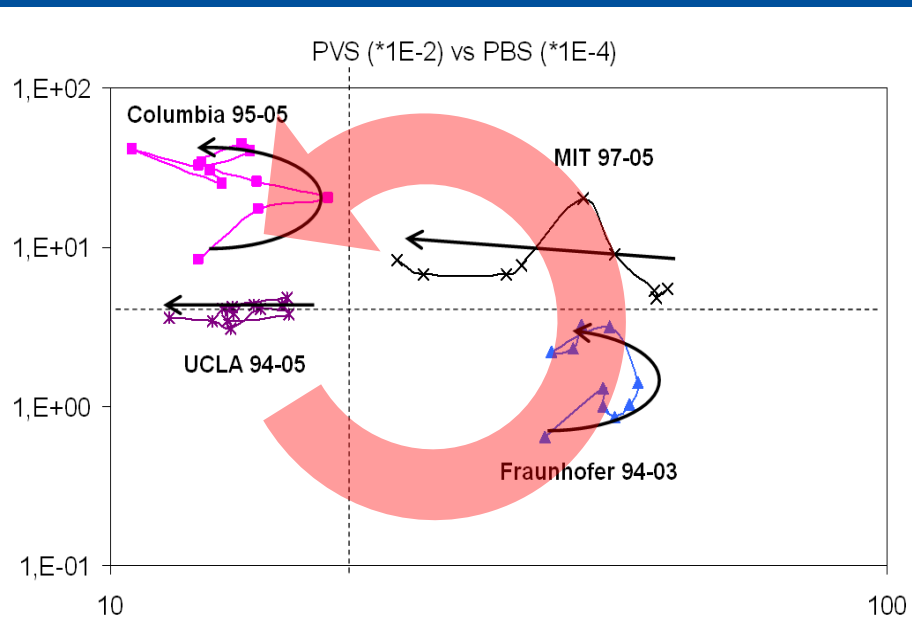 PVS (*1E-2) vs PBS (*1E-4)
1,E+02
Columbia 95-05
MIT 97-05
1,E+01
UCLA 94-05
1,E+00
Fraunhofer 94-03
1,E-01
10
100